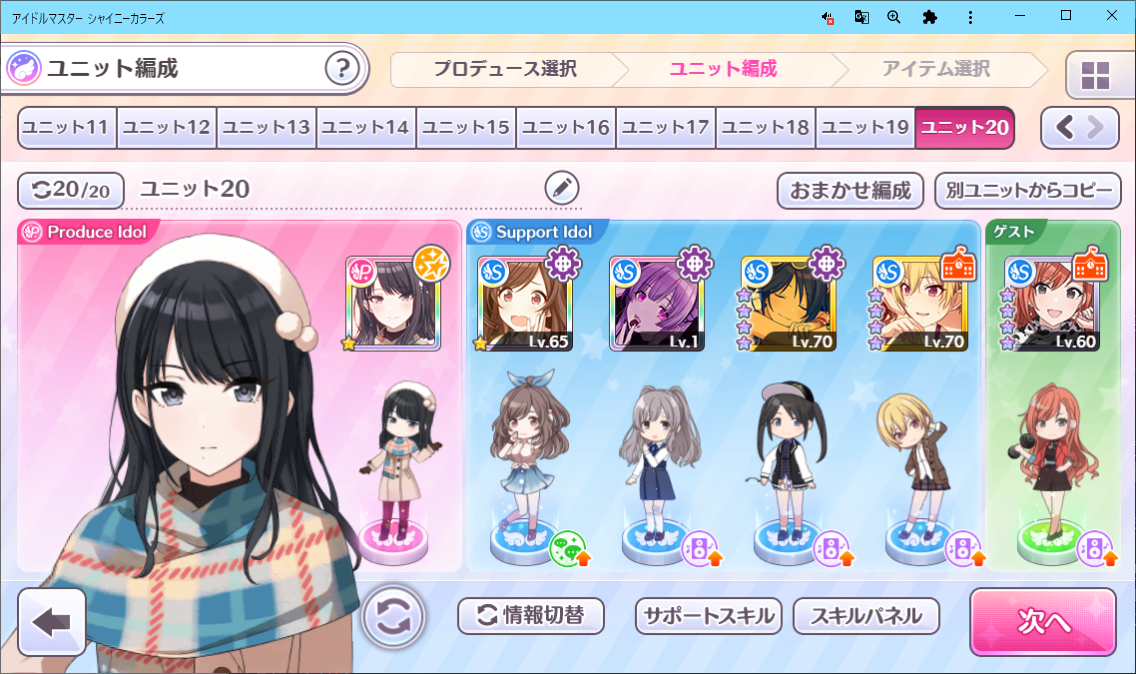 アイドルマスター シャイニーカラーズ
ユニット編成
?
プロデュース選択
ユニット編成
アイテム選択
ユニット11
ユニット12
ユニット13
ユニット14
ユニット15
ユニット16
ユニット17
ユニット18
ユニット19
ユニット20
20/20
ユニット20
おまかせ編成
別ユニットからコピー
P Produce Idol
S Support Idol
ゲスト
P
S
S
S
S
S
Lv.65
Lv.1
Lv.70
Lv.70
Lv.60
情報切替
サポートスキル
スキルパネル
次へ